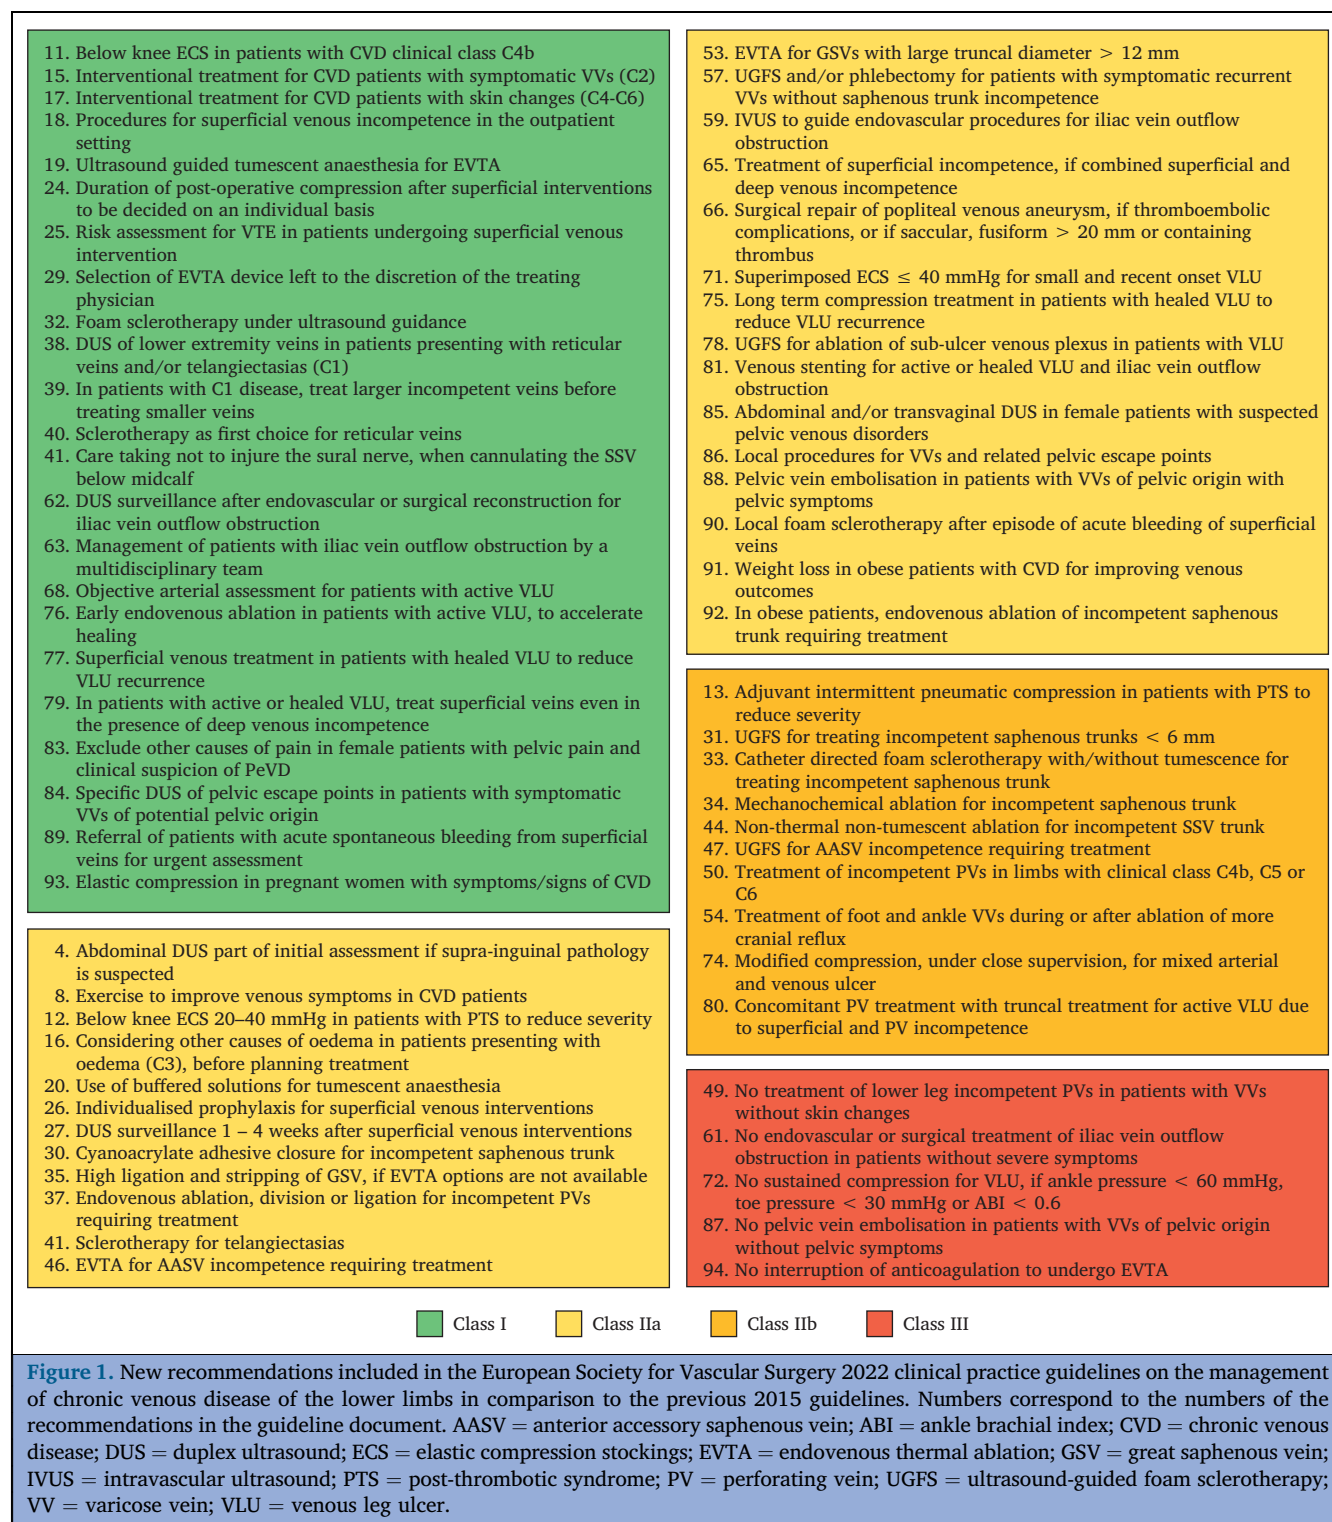 11. Below knee ECS in patients with CVD clinical class C4b
15. Interventional treatment for CVD patients with symptomatic VVs (C2)
17. Interventional treatment for CVD patients with skin changes (C4-C6)
18. Procedures for superficial venous incompetence in the outpatient
setting
19. Ultrasound guided tumescent anaesthesia for EVTA
24. Duration of post-operative compression after superficial interventions
to be decided on an individual basis
25. Risk assessment for VTE in patients undergoing superficial venous
intervention
29. Selection of EVTA device left to the discretion of the treating
physician
32. Foam sclerotherapy under ultrasound guidance
38. DUS of lower extremity veins in patients presenting with reticular
veins and/or telangiectasias (C1)
39. In patients with C1 disease, treat larger incompetent veins before
treating smaller veins
40. Sclerotherapy as first choice for reticular veins
41. Care taking not to injure the sural nerve, when cannulating the SSV
below midcalf
62. DUS surveillance after endovascular or surgical reconstruction for
iliac vein outflow obstruction
63. Management of patients with iliac vein outflow obstruction by a
multidisciplinary team
68. Objective arterial assessment for patients with active VLU
76. Early endovenous ablation in patients with active VLU, to accelerate
healing
77. Superficial venous treatment in patients with healed VLU to reduce
VLU recurrence
79. In patients with active or healed VLU, treat superficial veins even in
the presence of deep venous incompetence
83. Exclude other causes of pain in female patients with pelvic pain and
clinical suspicion of PeVD
84. Specific DUS of pelvic escape points in patients with symptomatic
VVs of potential pelvic origin
89. Referral of patients with acute spontaneous bleeding from superficial
veins for urgent assessment
93. Elastic compression in pregnant women with symptoms/signs of CVD
4. Abdominal DUS part of initial assessment if supra-inguinal pathology
is suspected
8. Exercise to improve venous symptoms in CVD patients
12. Below knee ECS 20–40 mmHg in patients with PTS to reduce severity
16. Considering other causes of oedema in patients presenting with
oedema (C3), before planning treatment
20. Use of buffered solutions for tumescent anaesthesia
26. Individualised prophylaxis for superficial venous interventions
27. DUS surveillance 1 – 4 weeks after superficial venous interventions
30. Cyanoacrylate adhesive closure for incompetent saphenous trunk
35. High ligation and stripping of GSV, if EVTA options are not available
37. Endovenous ablation, division or ligation for incompetent PVs
requiring treatment
41. Sclerotherapy for telangiectasias
46. EVTA for AASV incompetence requiring treatment
53. EVTA for GSVs with large truncal diameter > 12 mm
57. UGFS and/or phlebectomy for patients with symptomatic recurrent
VVs without saphenous trunk incompetence
59. IVUS to guide endovascular procedures for iliac vein outflow
obstruction
65. Treatment of superficial incompetence, if combined superficial and
deep venous incompetence
66. Surgical repair of popliteal venous aneurysm, if thromboembolic
complications, or if saccular, fusiform > 20 mm or containing
thrombus
71. Superimposed ECS ≤ 40 mmHg for small and recent onset VLU
75. Long term compression treatment in patients with healed VLU to
reduce VLU recurrence
78. UGFS for ablation of sub-ulcer venous plexus in patients with VLU
81. Venous stenting for active or healed VLU and iliac vein outflow
obstruction
85. Abdominal and/or transvaginal DUS in female patients with suspected
pelvic venous disorders
86. Local procedures for VVs and related pelvic escape points
88. Pelvic vein embolisation in patients with VVs of pelvic origin with
pelvic symptoms
90. Local foam sclerotherapy after episode of acute bleeding of superficial
veins
91. Weight loss in obese patients with CVD for improving venous
outcomes
92. In obese patients, endovenous ablation of incompetent saphenous
trunk requiring treatment
13. Adjuvant intermittent pneumatic compression in patients with PTS to
reduce severity
31. UGFS for treating incompetent saphenous trunks < 6 mm
33. Catheter directed foam sclerotherapy with/without tumescence for
treating incompetent saphenous trunk
34. Mechanochemical ablation for incompetent saphenous trunk
44. Non-thermal non-tumescent ablation for incompetent SSV trunk
47. UGFS for AASV incompetence requiring treatment
50. Treatment of incompetent PVs in limbs with clinical class C4b, C5 or
C6
54. Treatment of foot and ankle VVs during or after ablation of more
cranial reflux
74. Modified compression, under close supervision, for mixed arterial
and venous ulcer
80. Concomitant PV treatment with truncal treatment for active VLU due
to superficial and PV incompetence
49. No treatment of lower leg incompetent PVs in patients with VVs
without skin changes
61. No endovascular or surgical treatment of iliac vein outflow
obstruction in patients without severe symptoms
72. No sustained compression for VLU, if ankle pressure < 60 mmHg,
toe pressure < 30 mmHg or ABI < 0.6
87. No pelvic vein embolisation in patients with VVs of pelvic origin
without pelvic symptoms
94. No interruption of anticoagulation to undergo EVTA
Class I
Class IIa
Class IIb
Class III
Figure 1. New recommendations included in the European Society for Vascular Surgery 2022 clinical practice guidelines on the management
of chronic venous disease of the lower limbs in comparison to the previous 2015 guidelines. Numbers correspond to the numbers of the
recommendations in the guideline document. AASV = anterior accessory saphenous vein; ABI = ankle brachial index; CVD = chronic venous
disease; DUS = duplex ultrasound; ECS = elastic compression stockings; EVTA = endovenous thermal ablation; GSV = great saphenous vein;
IVUS = intravascular ultrasound; PTS = post-thrombotic syndrome; PV = perforating vein; UGFS = ultrasound-guided foam sclerotherapy;
VV = varicose vein; VLU = venous leg ulcer.